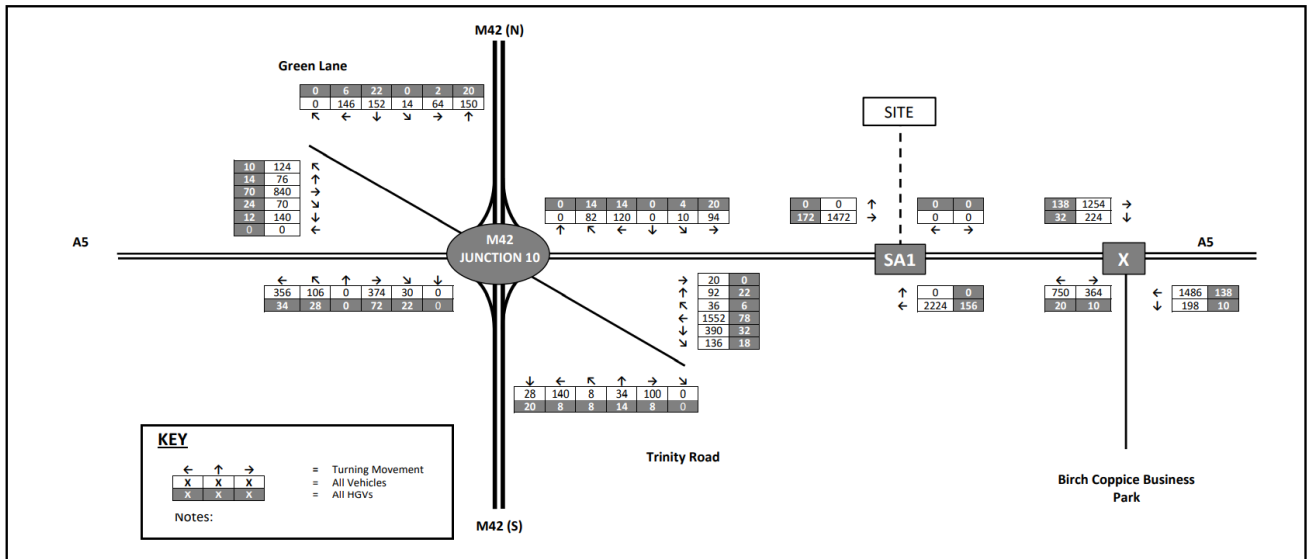 M42 (N)
Green Lane
0 6 22 0 2 20
0 146 152 14 64 150
↖ ← ↓ ↘ → ↑
SITE
10 124 ↖
14 76 ↑
70 840 →
24 70 ↘
12 140 ↓
0 0 ←
0 14 14 0 4 20
0 82 120 0 10 94
↑ ↖ ← ↓ ↘ →
0 0 ↑
172 1472 →
0 0
0 0
← →
138 1254 →
32 224 ↓
A5
M42
JUNCTION 10
SA1
X
A5
← ↖ ↑ → ↘ ↓
356 106 0 374 30 0
34 28 0 72 22 0
→ 20 0
↑ 92 22
↖ 36 6
← 1552 78
↓ 390 32
↘ 136 18
↑ 0 0
← 2224 156
← →
750 364
20 10
← 1486 138
↓ 198 10
↓ ← ↖ ↑ → ↘
28 140 8 34 100 0
20 8 8 14 8 0
KEY
← ↑ →
X X X
X X X
= Turning Movement
= All Vehicles
= All HGVs
Notes:
Trinity Road
Birch Coppice Business
Park
M42 (S)